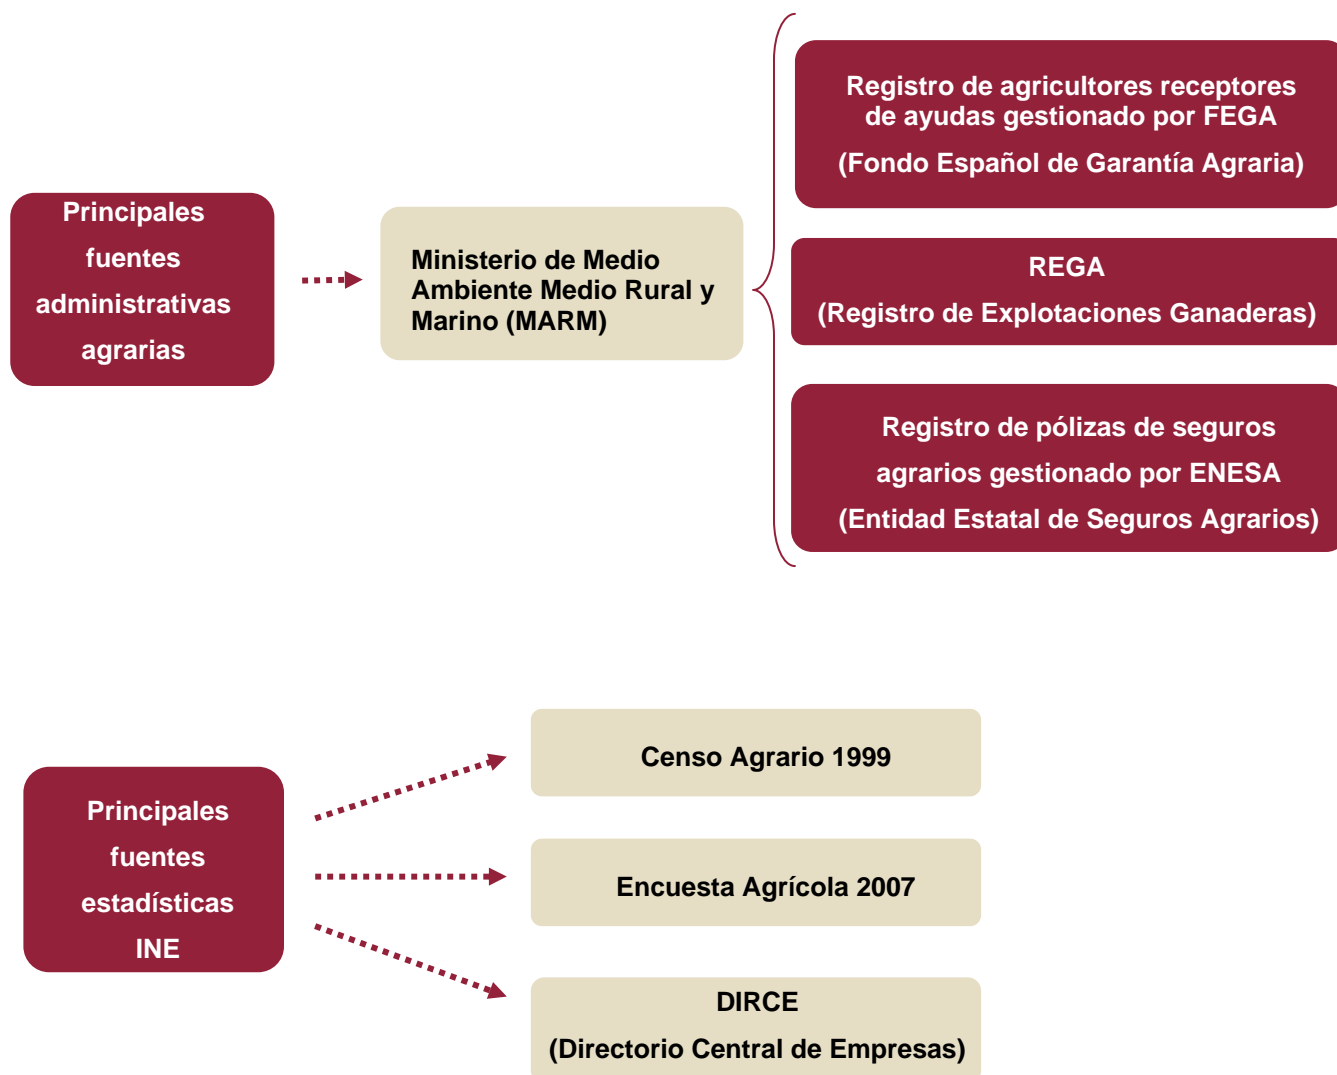 Principales
fuentes
administrativas
agrarias
Ministerio de Medio
Ambiente Medio Rural y
Marino (MARM)
Registro de agricultores receptores
de ayudas gestionado por FEGA
(Fondo Español de Garantía Agraria)
REGA
(Registro de Explotaciones Ganaderas)
Registro de pólizas de seguros
agrarios gestionado por ENESA
(Entidad Estatal de Seguros Agrarios)
Principales
fuentes
estadísticas
INE
Censo Agrario 1999
Encuesta Agrícola 2007
DIRCE
(Directorio Central de Empresas)